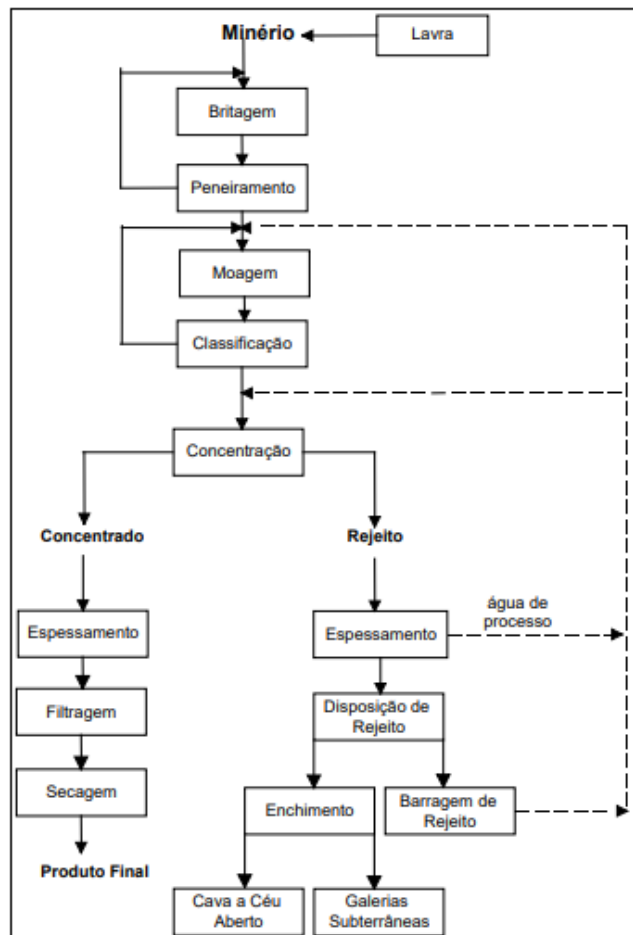 Minério
Lavra
Britagem
Peneiramento
Moagem
Classificação
Concentração
Concentrado
Rejeito
Espessamento
Espessamento
água de
processo
Filtragem
Disposição de
Rejeito
Secagem
Enchimento
Barragem de
Rejeito
Produto Final
Cava a Céu
Aberto
Galerias
Subterrâneas